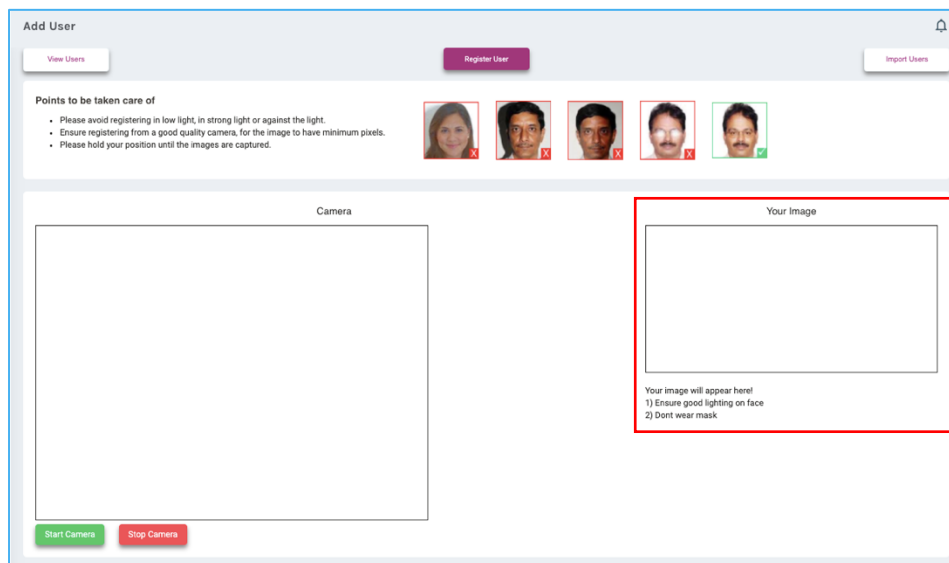 Add User
View Users
Register User
Import Users
Points to be taken care of
Please avoid registering in low light, in strong light or against the light.
Ensure registering from a good quality camera, for the image to have minimum pixels.
Please hold your position until the images are captured.
X
X
X
X
Camera
Your Image
Your image will appear here!
1) Ensure good lighting on face
2) Dont wear mask
Start Camera
Stop Camera